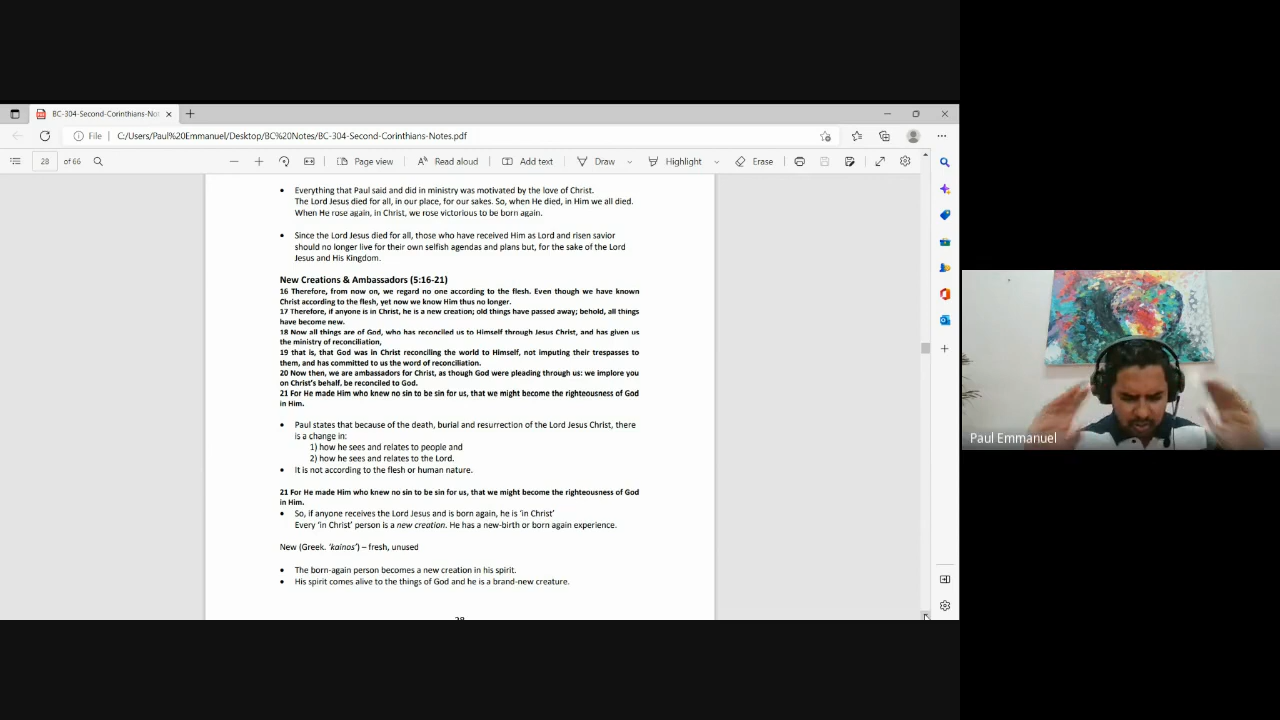 BC-304-Second-Corinthians-Not
File
C:/Users/Paul%20Emmanuel/Desktop/BC%20Notes/BC-304-Second-Corinthians-Notes.pdf
28 of 66
Page view
Read aloud
Add text
Draw
Highlight
Erase
• Everything that Paul said and did in ministry was motivated by the love of Christ.
The Lord Jesus died for all, in our place, for our sakes. So, when He died, in Him we all died.
When He rose again, in Christ, we rose victorious to be born again.
• Since the Lord Jesus died for all, those who have received Him as Lord and risen savior
should no longer live for their own selfish agendas and plans but, for the sake of the Lord
Jesus and His Kingdom.
New Creations & Ambassadors (5:16-21)
16 Therefore, from now on, we regard no one according to the flesh. Even though we have known
Christ according to the flesh, yet now we know Him thus no longer.
17 Therefore, if anyone is in Christ, he is a new creation; old things have passed away; behold, all things
have become new.
18 Now all things are of God, who has reconciled us to Himself through Jesus Christ, and has given us
the ministry of reconciliation,
19 that is, that God was in Christ reconciling the world to Himself, not imputing their trespasses to
them, and has committed to us the word of reconciliation.
20 Now then, we are ambassadors for Christ, as though God were pleading through us: we implore you
on Christ's behalf, be reconciled to God.
21 For He made Him who knew no sin to be sin for us, that we might become the righteousness of God
in Him.
• Paul states that because of the death, burial and resurrection of the Lord Jesus Christ, there
is a change in:
1) how he sees and relates to people and
2) how he sees and relates to the Lord.
• It is not according to the flesh or human nature.
21 For He made Him who knew no sin to be sin for us, that we might become the righteousness of God
in Him.
• So, if anyone receives the Lord Jesus and is born again, he is 'in Christ'
Every 'in Christ' person is a new creation. He has a new-birth or born again experience.
New (Greek. 'kainos') – fresh, unused
• The born-again person becomes a new creation in his spirit.
• His spirit comes alive to the things of God and he is a brand-new creature.
28
Paul Emmanuel